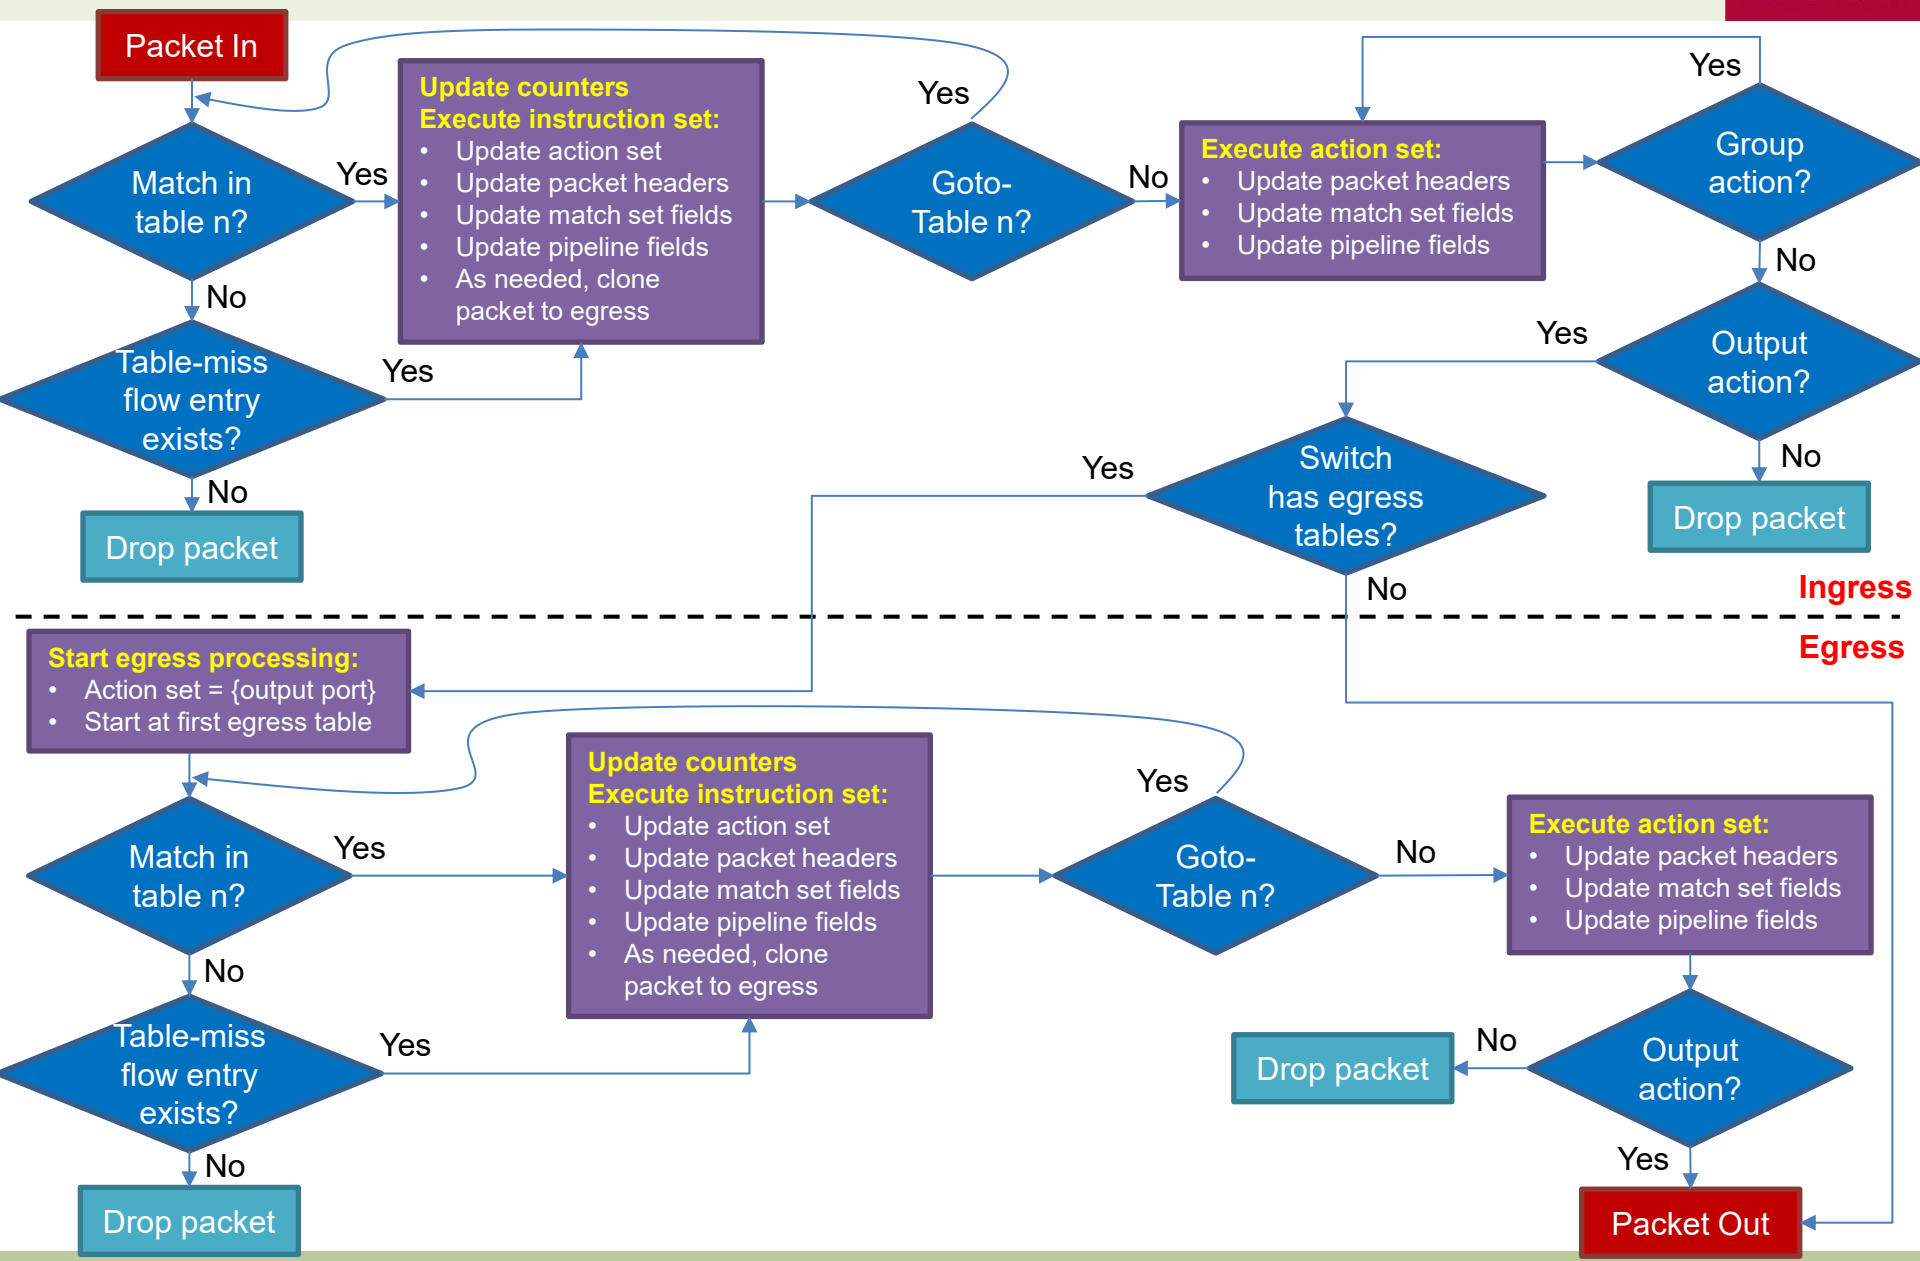 Packet In
Match in
table n?
Yes
No
Table-miss
flow entry
exists?
Yes
No
Drop packet
Update counters
Execute instruction set:
• Update action set
• Update packet headers
• Update match set fields
• Update pipeline fields
• As needed, clone
packet to egress
Goto-
Table n?
Yes
No
Execute action set:
• Update packet headers
• Update match set fields
• Update pipeline fields
Group
action?
Yes
No
Output
action?
Yes
No
Drop packet
Switch
has egress
tables?
Yes
No
Ingress
Egress
Start egress processing:
• Action set = {output port}
• Start at first egress table
Match in
table n?
Yes
No
Table-miss
flow entry
exists?
Yes
No
Drop packet
Update counters
Execute instruction set:
• Update action set
• Update packet headers
• Update match set fields
• Update pipeline fields
• As needed, clone
packet to egress
Goto-
Table n?
Yes
No
Execute action set:
• Update packet headers
• Update match set fields
• Update pipeline fields
Output
action?
No
Drop packet
Yes
Packet Out